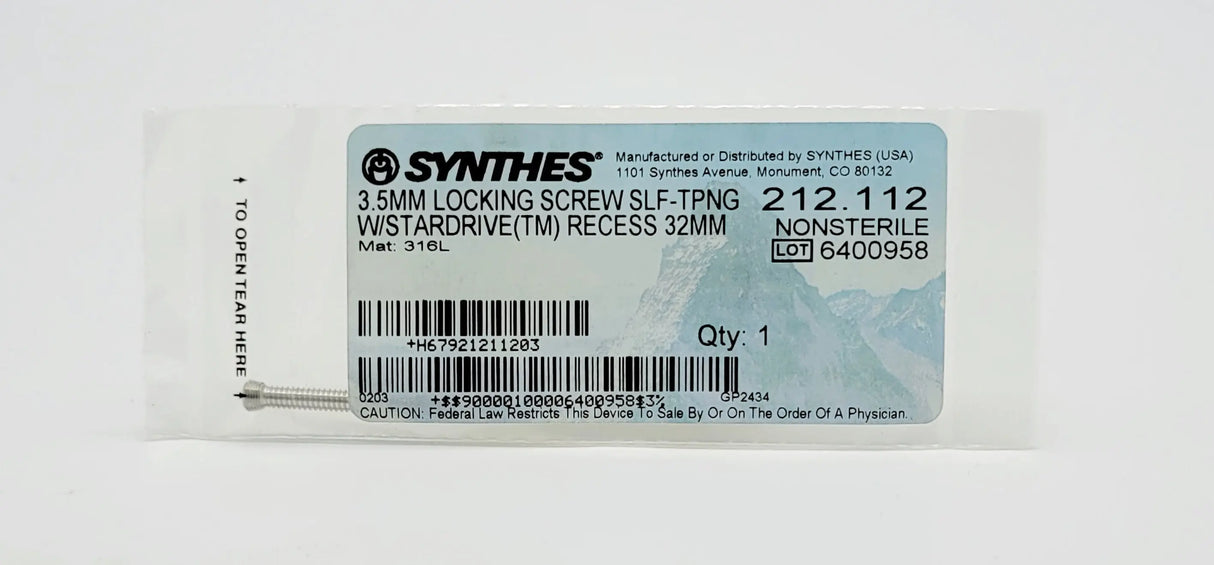 TO OPEN TEAR HERE
SYNTHES® Manufactured or Distributed by SYNTHES (USA)
1101 Synthes Avenue, Monument, CO 80132
3.5MM LOCKING SCREW SLF-TPNG 212.112
W/STARDRIVE(TM) RECESS 32MM NONSTERILE
Mat: 316L LOT 6400958
+H67921211203
Qty: 1
0203 +$$90000100006400958$3% GP2434
CAUTION: Federal Law Restricts This Device To Sale By Or On The Order Of A Physician.